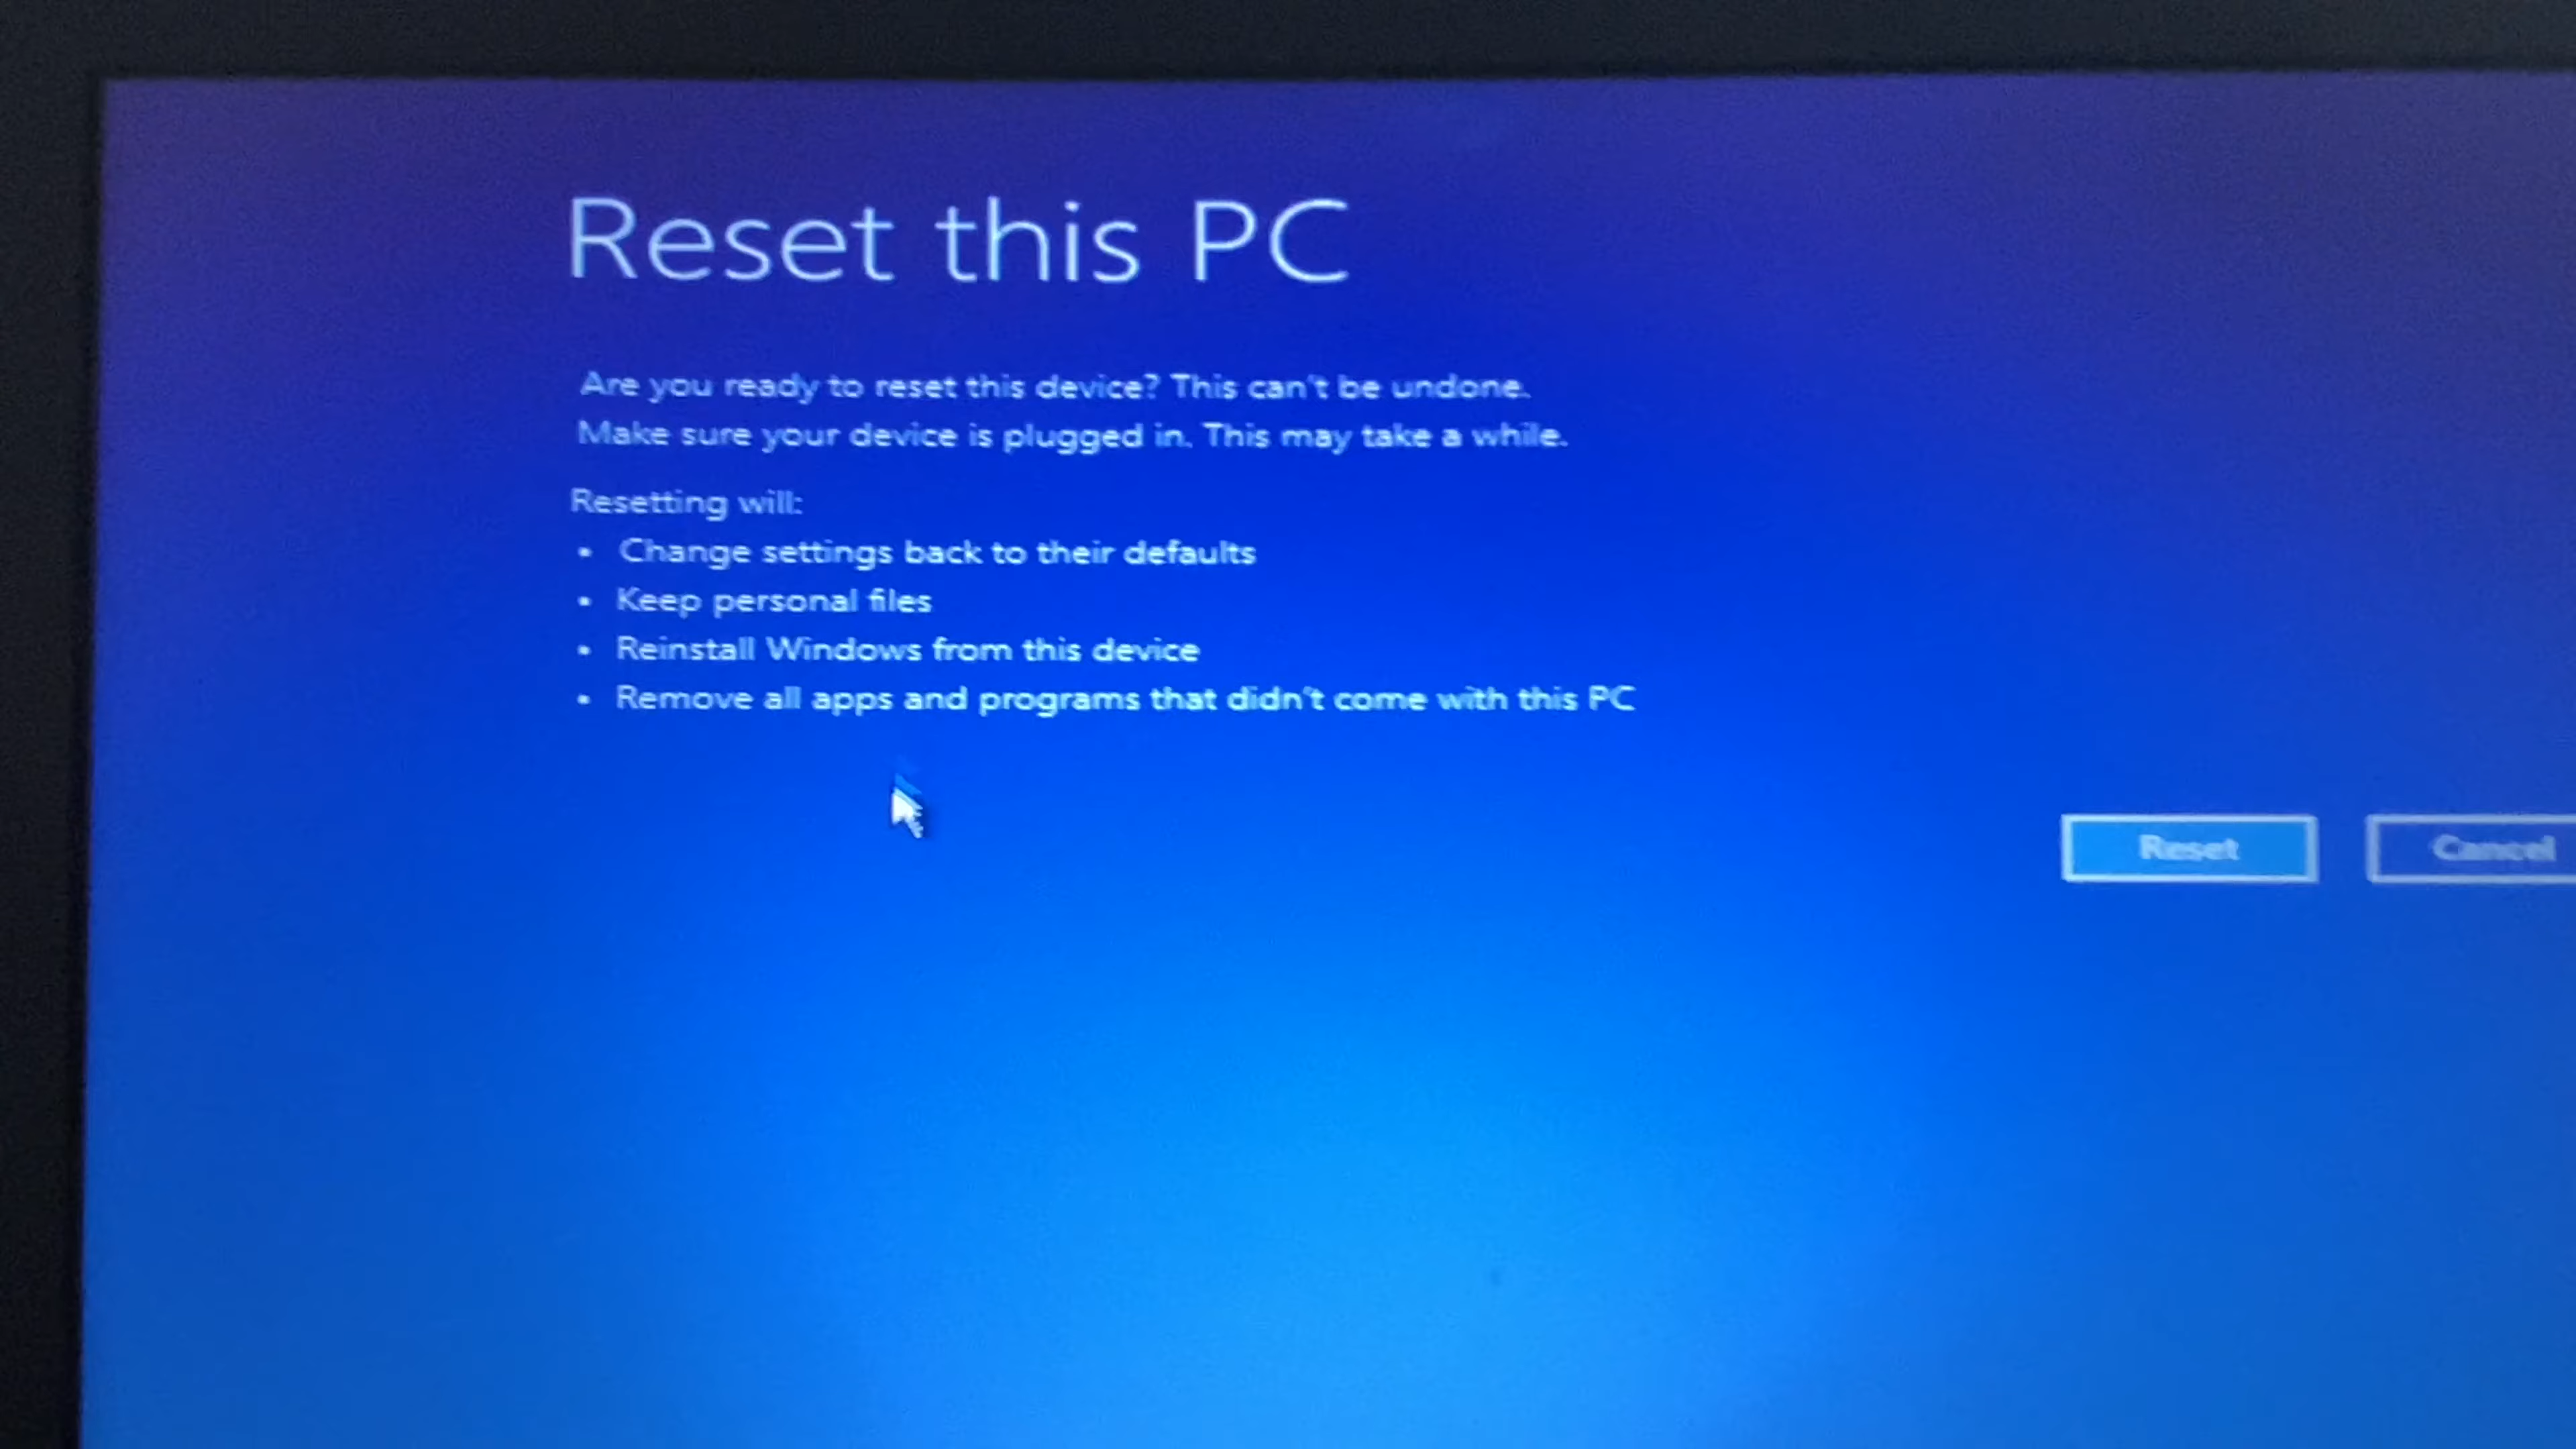 Reset this PC
Are you ready to reset this device? This can't be undone.
Make sure your device is plugged in. This may take a while.
Resetting will:
• Change settings back to their defaults
• Keep personal files
• Reinstall Windows from this device
• Remove all apps and programs that didn't come with this PC
Reset Cancel